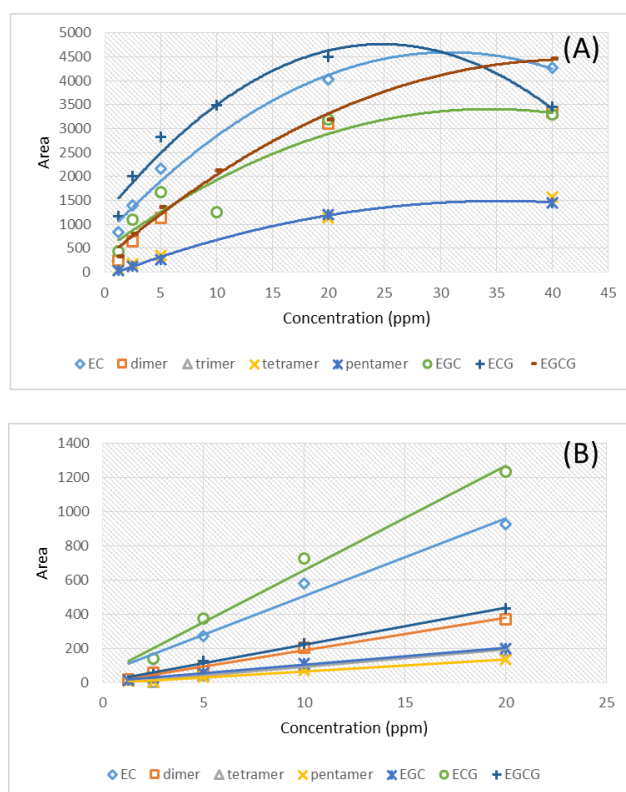 (A)
5000
4500
4000
3500
3000
2500
2000
1500
1000
500
0
Area
0 5 10 15 20 25 30 35 40 45
Concentration (ppm)
EC dimer trimer tetramer pentamer EGC ECG EGCG
(B)
1400
1200
1000
800
600
400
200
0
Area
0 5 10 15 20 25
Concentration (ppm)
EC dimer tetramer pentamer EGC ECG EGCG